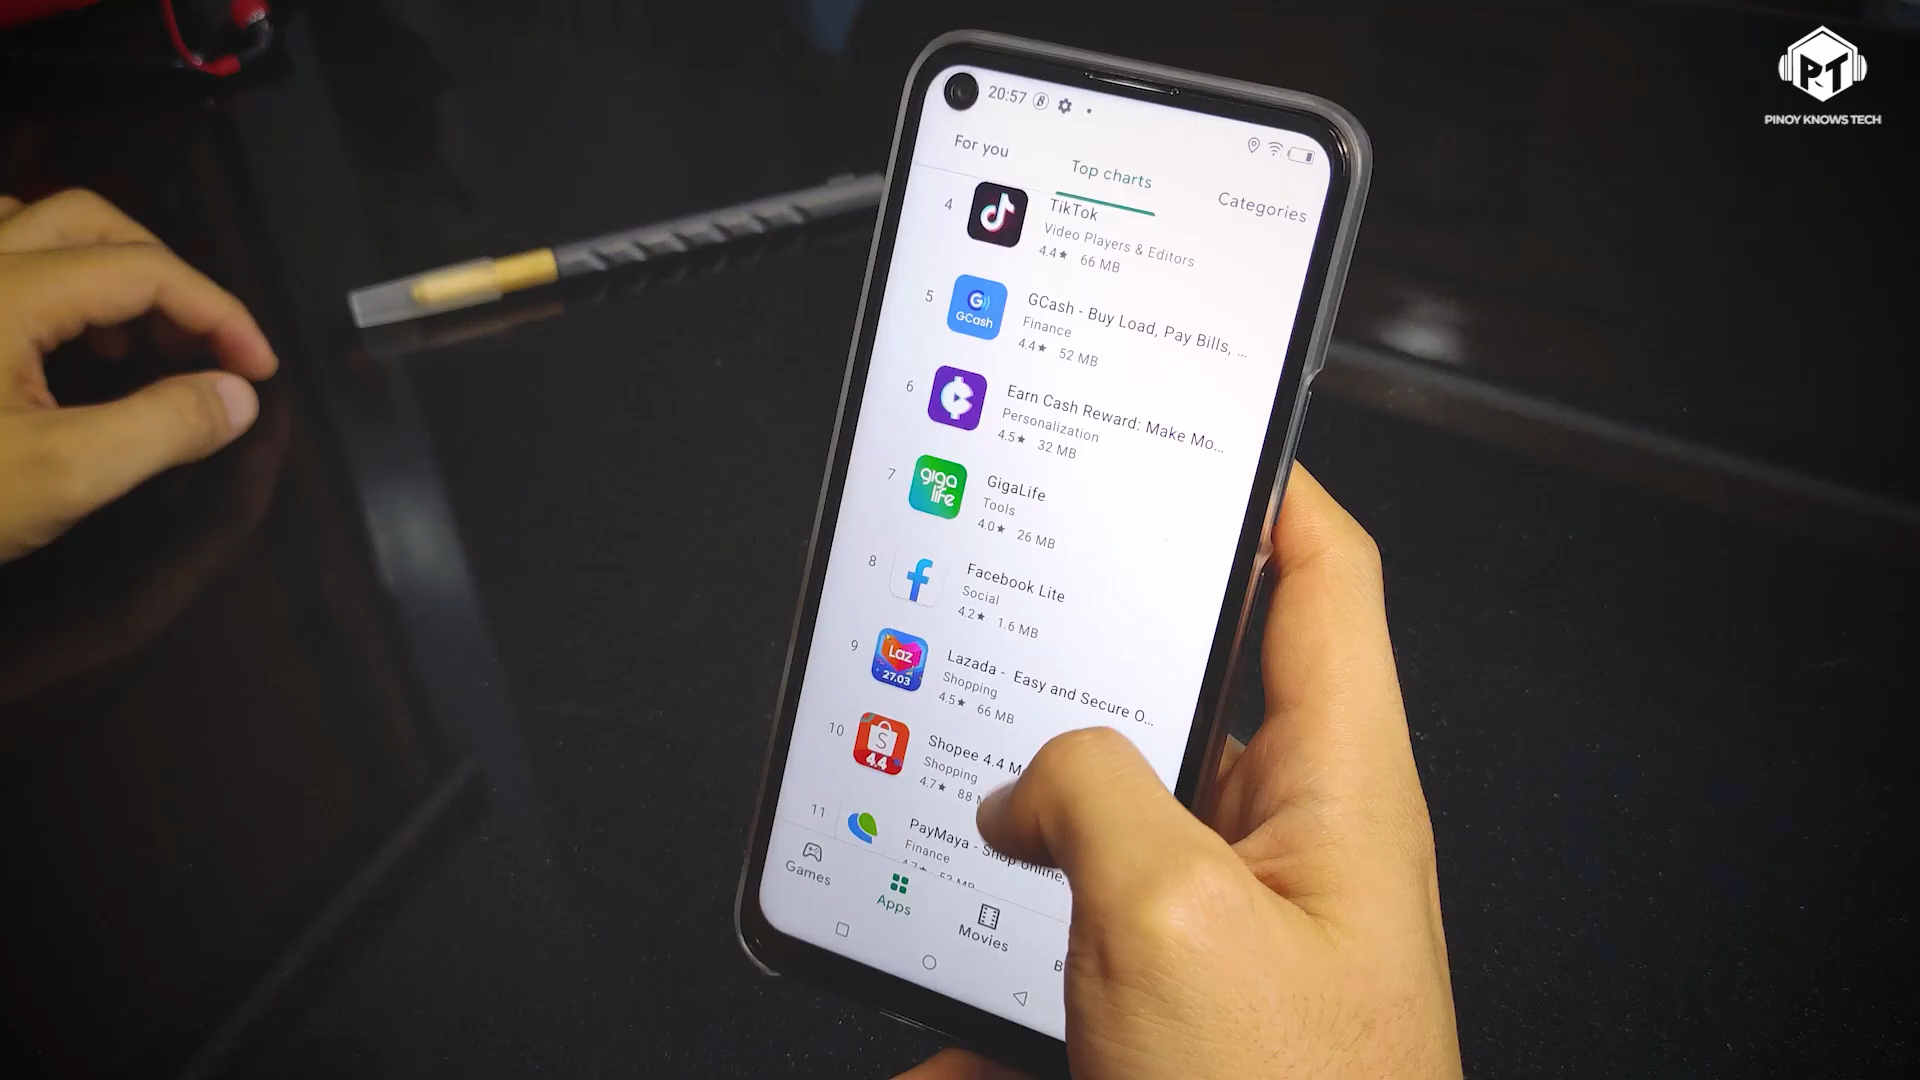 PT
PINOY KNOWS TECH
20:57
For you
Top charts
Categories
4
TikTok
Video Players & Editors
4.4★ 66 MB
5
GCash
GCash - Buy Load, Pay Bills, ...
Finance
4.4★ 52 MB
6
Earn Cash Reward: Make Mo...
Personalization
4.5★ 32 MB
7
giga
life
GigaLife
Tools
4.0★ 26 MB
8
Facebook Lite
Social
4.2★ 1.6 MB
9
Laz
27.03
Lazada - Easy and Secure O...
Shopping
4.5★ 66 MB
10
S
4.4
Shopee 4.4 M
Shopping
4.7★ 88
11
PayMaya - Shop online,
Finance
Games
Apps
Movies
B